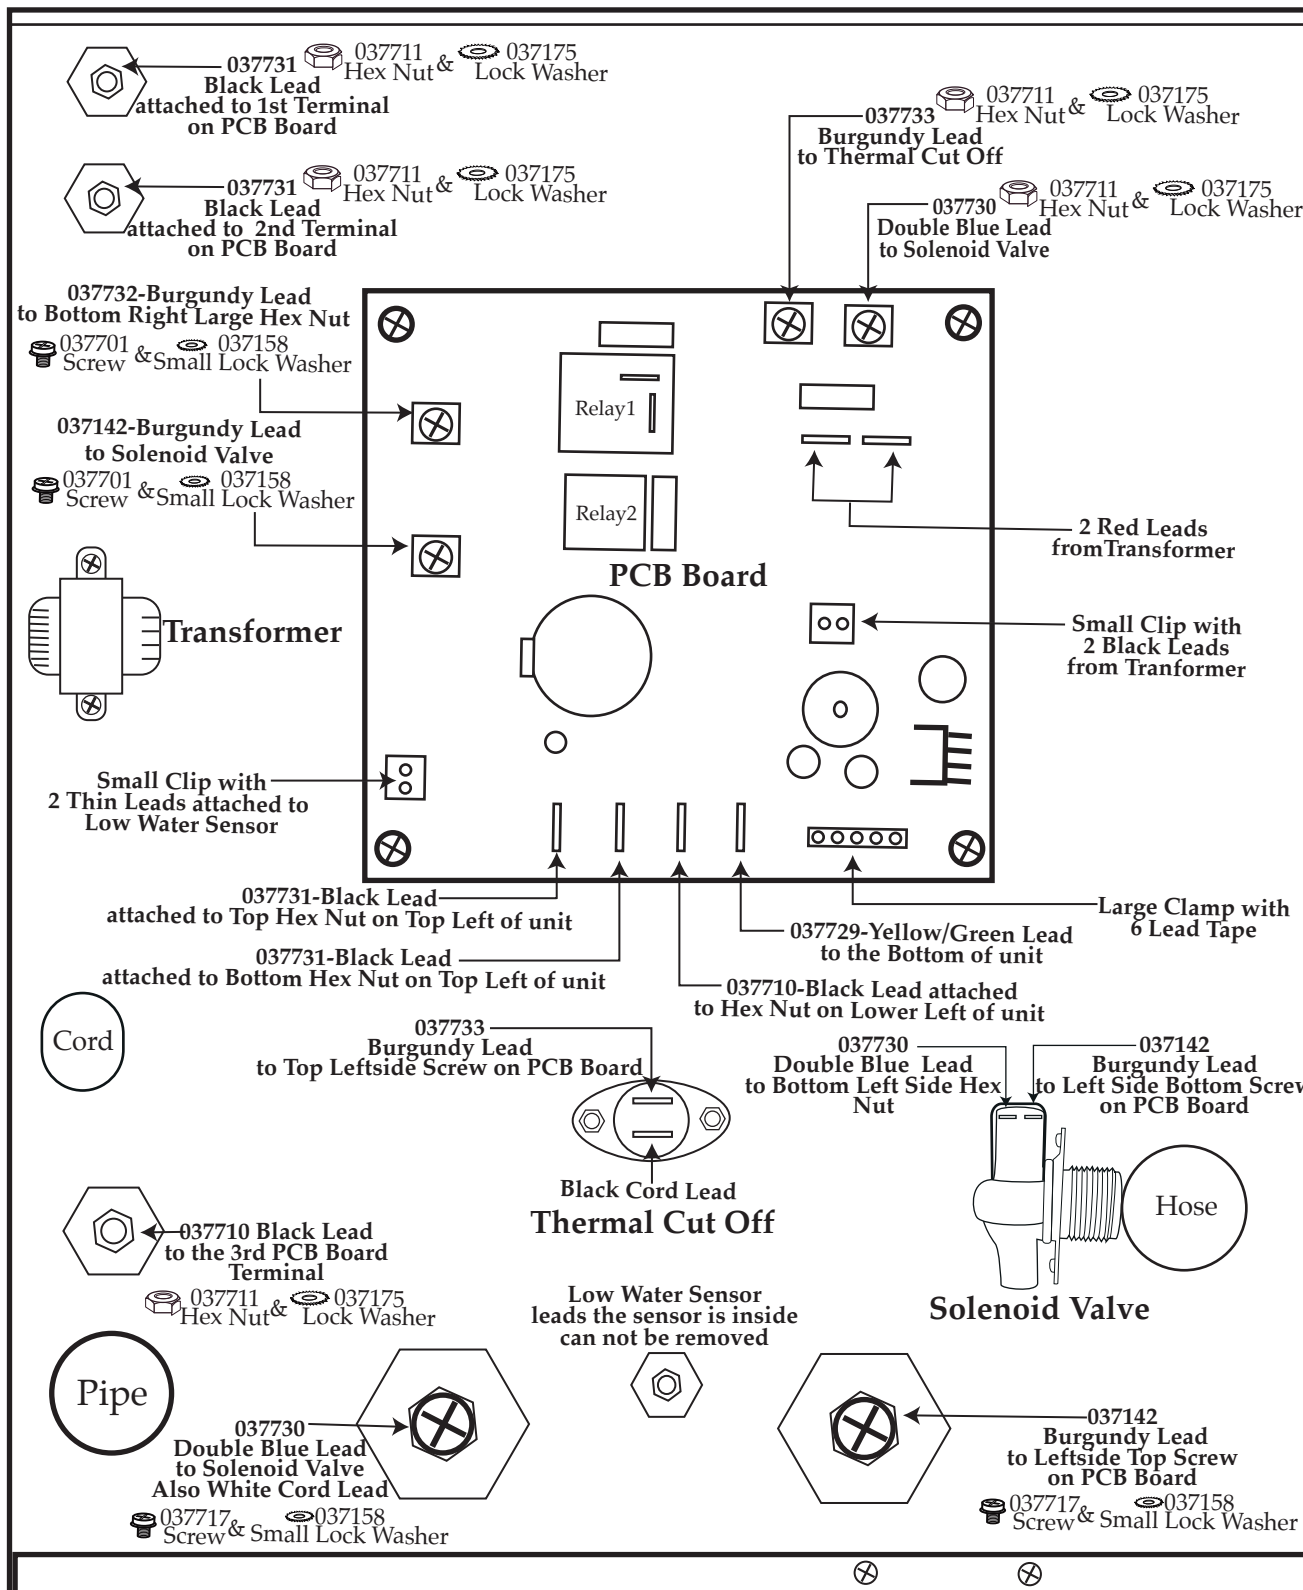 037731
Black Lead
attached to 1st Terminal
on PCB Board
037711
Hex Nut
&
037175
Lock Washer
037731
Black Lead
attached to  2nd Terminal
on PCB Board
037711
Hex Nut
&
037175
Lock Washer
037733
Burgundy Lead
to Thermal Cut Off
037711
Hex Nut
&
037175
Lock Washer
037730
Double Blue Lead
to Solenoid Valve
037711
Hex Nut
&
037175
Lock Washer
037732-Burgundy Lead
to Bottom Right Large Hex Nut
037701
Screw
&
037158
Small Lock Washer
037142-Burgundy Lead
to Solenoid Valve
037701
Screw
&
037158
Small Lock Washer
Relay1
Relay2
PCB Board
2 Red Leads
fromTransformer
Transformer
Small Clip with
2 Black Leads
from Tranformer
Small Clip with
2 Thin Leads attached to
Low Water Sensor
037731-Black Lead
attached to Top Hex Nut on Top Left of unit
037731-Black Lead
attached to Bottom Hex Nut on Top Left of unit
037729-Yellow/Green Lead
to the Bottom of unit
Large Clamp with
6 Lead Tape
037710-Black Lead attached
to Hex Nut on Lower Left of unit
Cord
037733
Burgundy Lead
to Top Leftside Screw on PCB Board
037730
Double Blue  Lead
to Bottom Left Side Hex
Nut
037142
Burgundy Lead
to Left Side Bottom Screw
on PCB Board
Black Cord Lead
Thermal Cut Off
Hose
Solenoid Valve
037710 Black Lead
to the 3rd PCB Board
Terminal
037711
Hex Nut
&
037175
Lock Washer
Low Water Sensor
leads the sensor is inside
can not be removed
Pipe
037730
Double Blue Lead
to Solenoid Valve
Also White Cord Lead
037717
Screw
&
037158
Small Lock Washer
037142
Burgundy Lead
to Leftside Top Screw
on PCB Board
037717
Screw
&
037158
Small Lock Washer